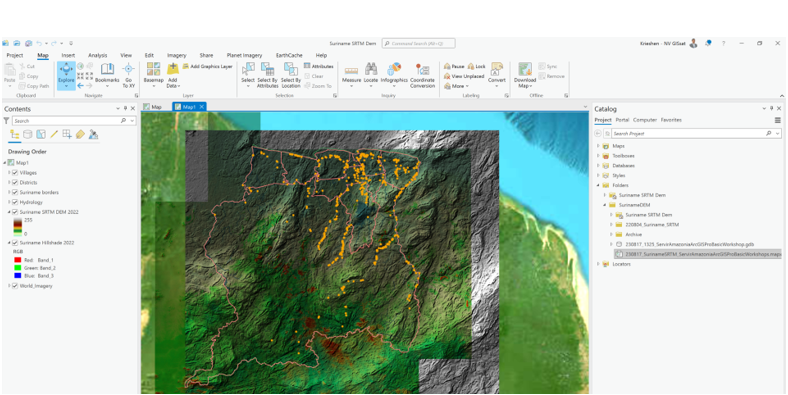 Suriname SRTM Dem
Command Search (Alt+Q)
Krieshen - NV GISsat
Project Map Insert Analysis View Edit Imagery Share Planet Imagery EarthCache Help
Cut
Copy
Copy Path
Paste
Clipboard
Explore
Bookmarks
Go To XY
Navigate
Basemap
Add Data
Add Graphics Layer
Layer
Select
Select By Attributes
Select By Location
Attributes
Clear
Zoom To
Selection
Measure
Locate
Infographics
Coordinate Conversion
Inquiry
Pause
Lock
View Unplaced
More
Convert
Labeling
Download Map
Sync
Remove
Offline
Contents
Search
Drawing Order
Map1
Villages
Districts
Suriname borders
Hydrology
Suriname SRTM DEM 2022
255
0
Suriname Hillshade 2022
RGB
Red Band_1
Green Band_2
Blue Band_3
World_Imagery
Map
Map1
Catalog
Project Portal Computer Favorites
Search Project
Maps
Toolboxes
Databases
Styles
Folders
Suriname SRTM Dem
SurinameDEM
Suriname SRTM Dem
220804_Suriname_SRTM
Archive
Locators